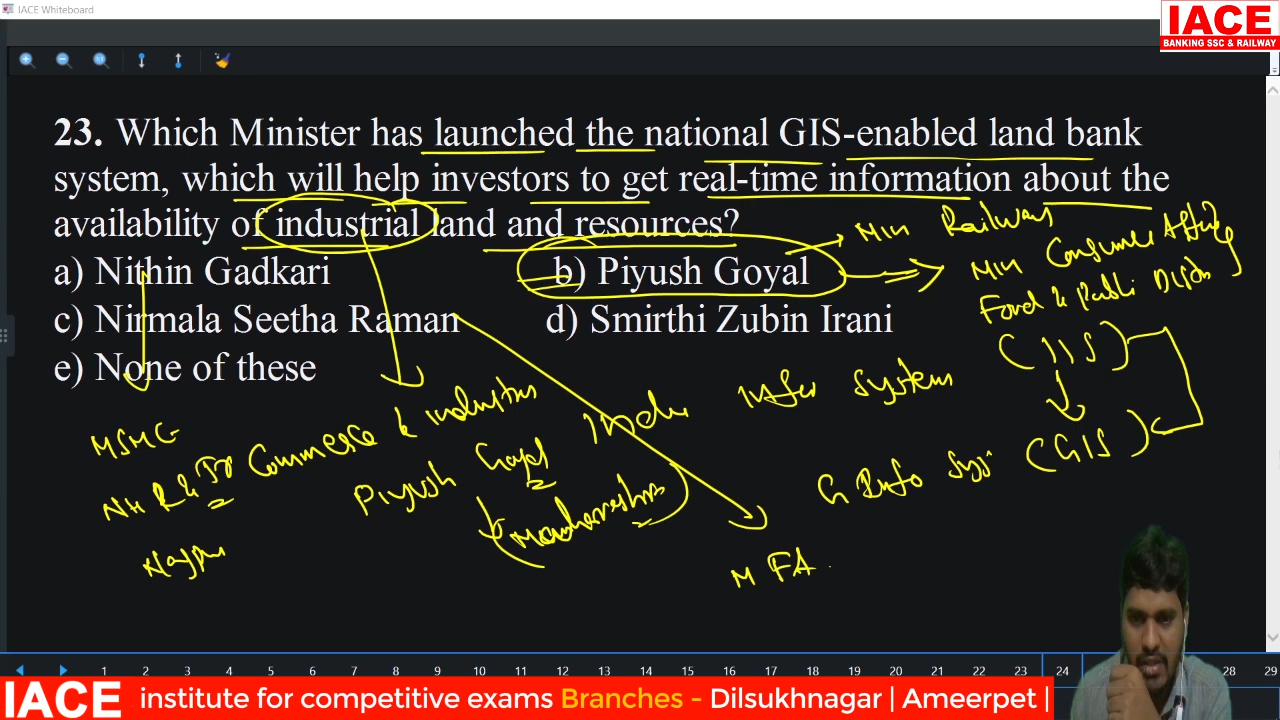 IACE Whiteboard
IACE
BANKING SSC & RAILWAY
23. Which Minister has launched the national GIS-enabled land bank
system, which will help investors to get real-time information about the
availability of industrial land and resources?
a) Nithin Gadkari
b) Piyush Goyal
c) Nirmala Seetha Raman
d) Smirthi Zubin Irani
e) None of these
Min Railways
Min Consumer Affairs
Food & Public
(IIS)
System
(GIS)
MSME
Commerce & industries
Piyush Goyal
Maharashtra
Nagpur
M FA
1 2 3 4 5 6 7 8 9 10 11 12 13 14 15 16 17 18 19 20 21 22 23 24 28 29
IACE institute for competitive exams Branches - Dilsukhnagar | Ameerpet |